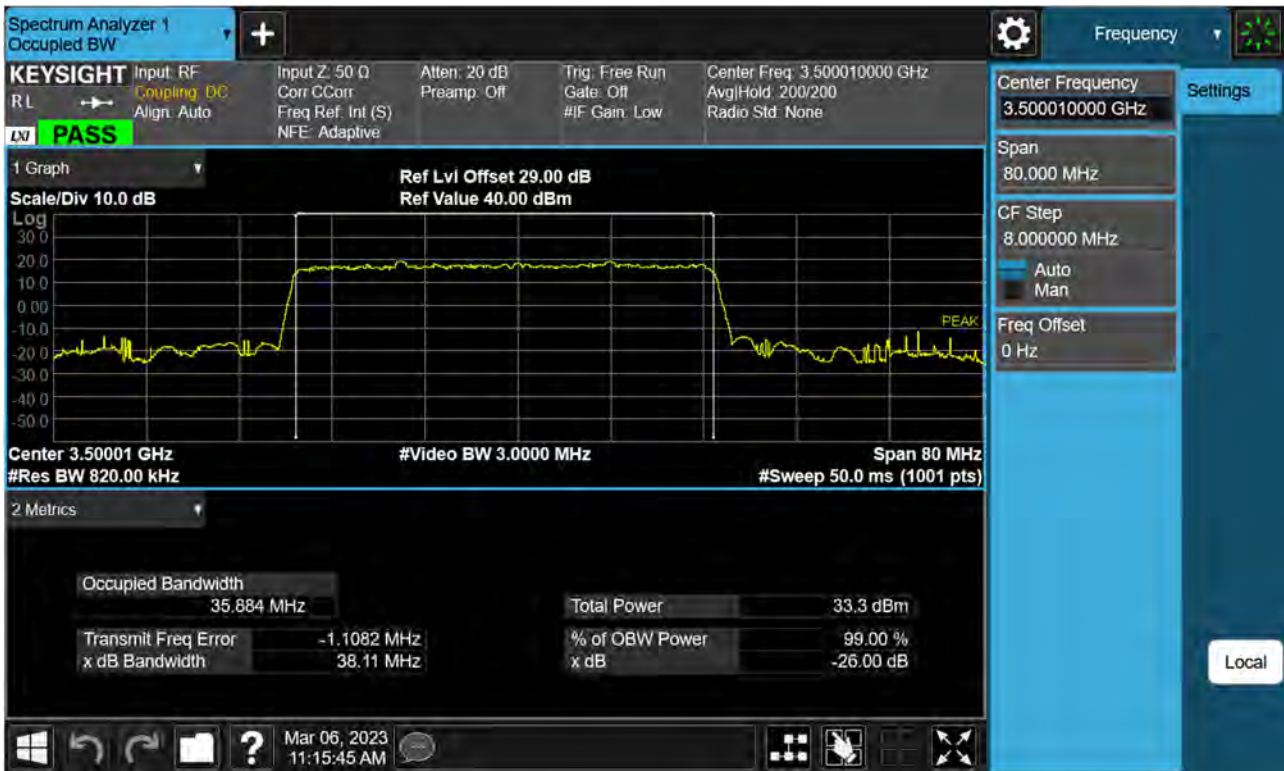 Spectrum Analyzer 1
Occupied BW
+
Frequency
KEYSIGHT
RL
LXI PASS
Input: RF
Coupling: DC
Align: Auto
Input Z: 50 Ω
Corr CCorr
Freq Ref: Int (S)
NFE: Adaptive
Atten: 20 dB
Preamp: Off
Trig: Free Run
Gate: Off
#IF Gain: Low
Center Freq: 3.500010000 GHz
Avg|Hold: 200/200
Radio Std: None
1 Graph
Scale/Div 10.0 dB
Ref Lvl Offset 29.00 dB
Ref Value 40.00 dBm
Log
30.0
20.0
10.0
0.00
-10.0
-20.0
-30.0
-40.0
-50.0
PEAK
Center 3.50001 GHz
#Video BW 3.0000 MHz
Span 80 MHz
#Res BW 820.00 kHz
#Sweep 50.0 ms (1001 pts)
2 Metrics
Occupied Bandwidth
35.884 MHz
Total Power 33.3 dBm
Transmit Freq Error -1.1082 MHz
% of OBW Power 99.00 %
x dB Bandwidth 38.11 MHz
x dB -26.00 dB
Center Frequency
3.500010000 GHz
Settings
Span
80.000 MHz
CF Step
8.000000 MHz
Auto
Man
Freq Offset
0 Hz
Local
?
Mar 06, 2023
11:15:45 AM